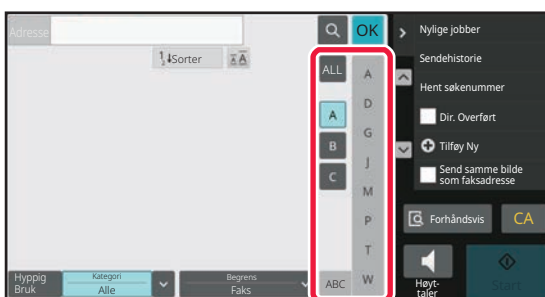 Adresse
OK
Sorter
ALL
A
B
C
ABC
A
D
G
J
M
P
T
W
Nylige jobber
Sendehistorie
Hent søkenummer
Dir. Overført
Tilføy Ny
Send samme bilde
som faksadresse
Forhåndsvis
CA
Hyppig
Bruk
Kategori
Alle
Begrens
Faks
Høyt-
taler
Start